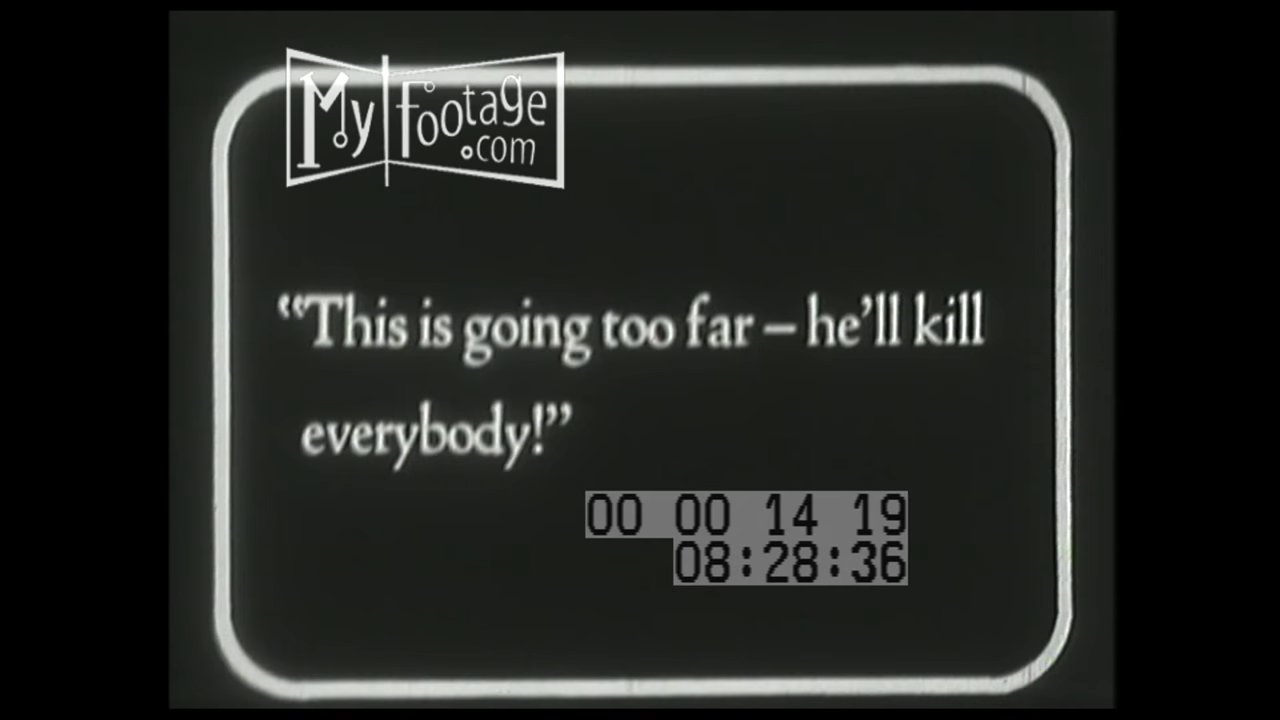 My Footage
.com
“This is going too far – he’ll kill
everybody!”
00 00 14 19
08:28:36